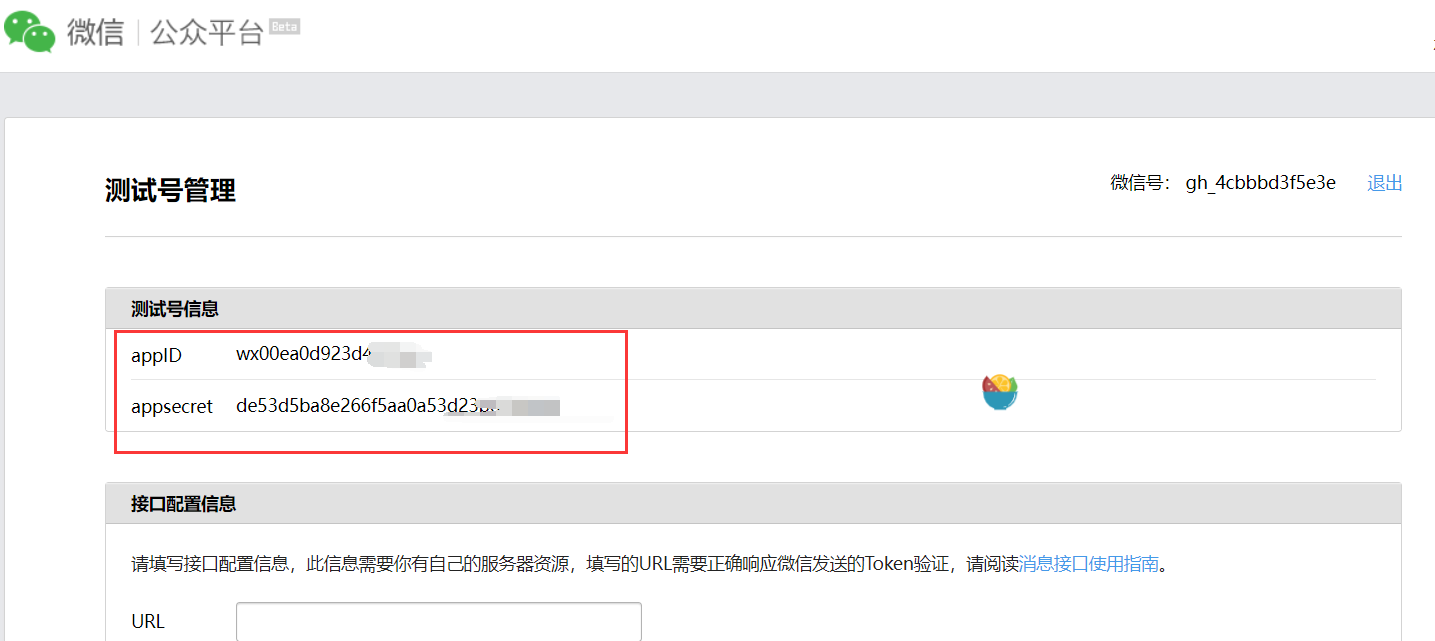 微信 公众平台 Beta
测试号管理
微信号: gh_4cbbbd3f5e3e 退出
测试号信息
appID wx00ea0d923d4
appsecret de53d5ba8e266f5aa0a53d23b
接口配置信息
请填写接口配置信息，此信息需要你有自己的服务器资源，填写的URL需要正确响应微信发送的Token验证，请阅读消息接口使用指南。
URL